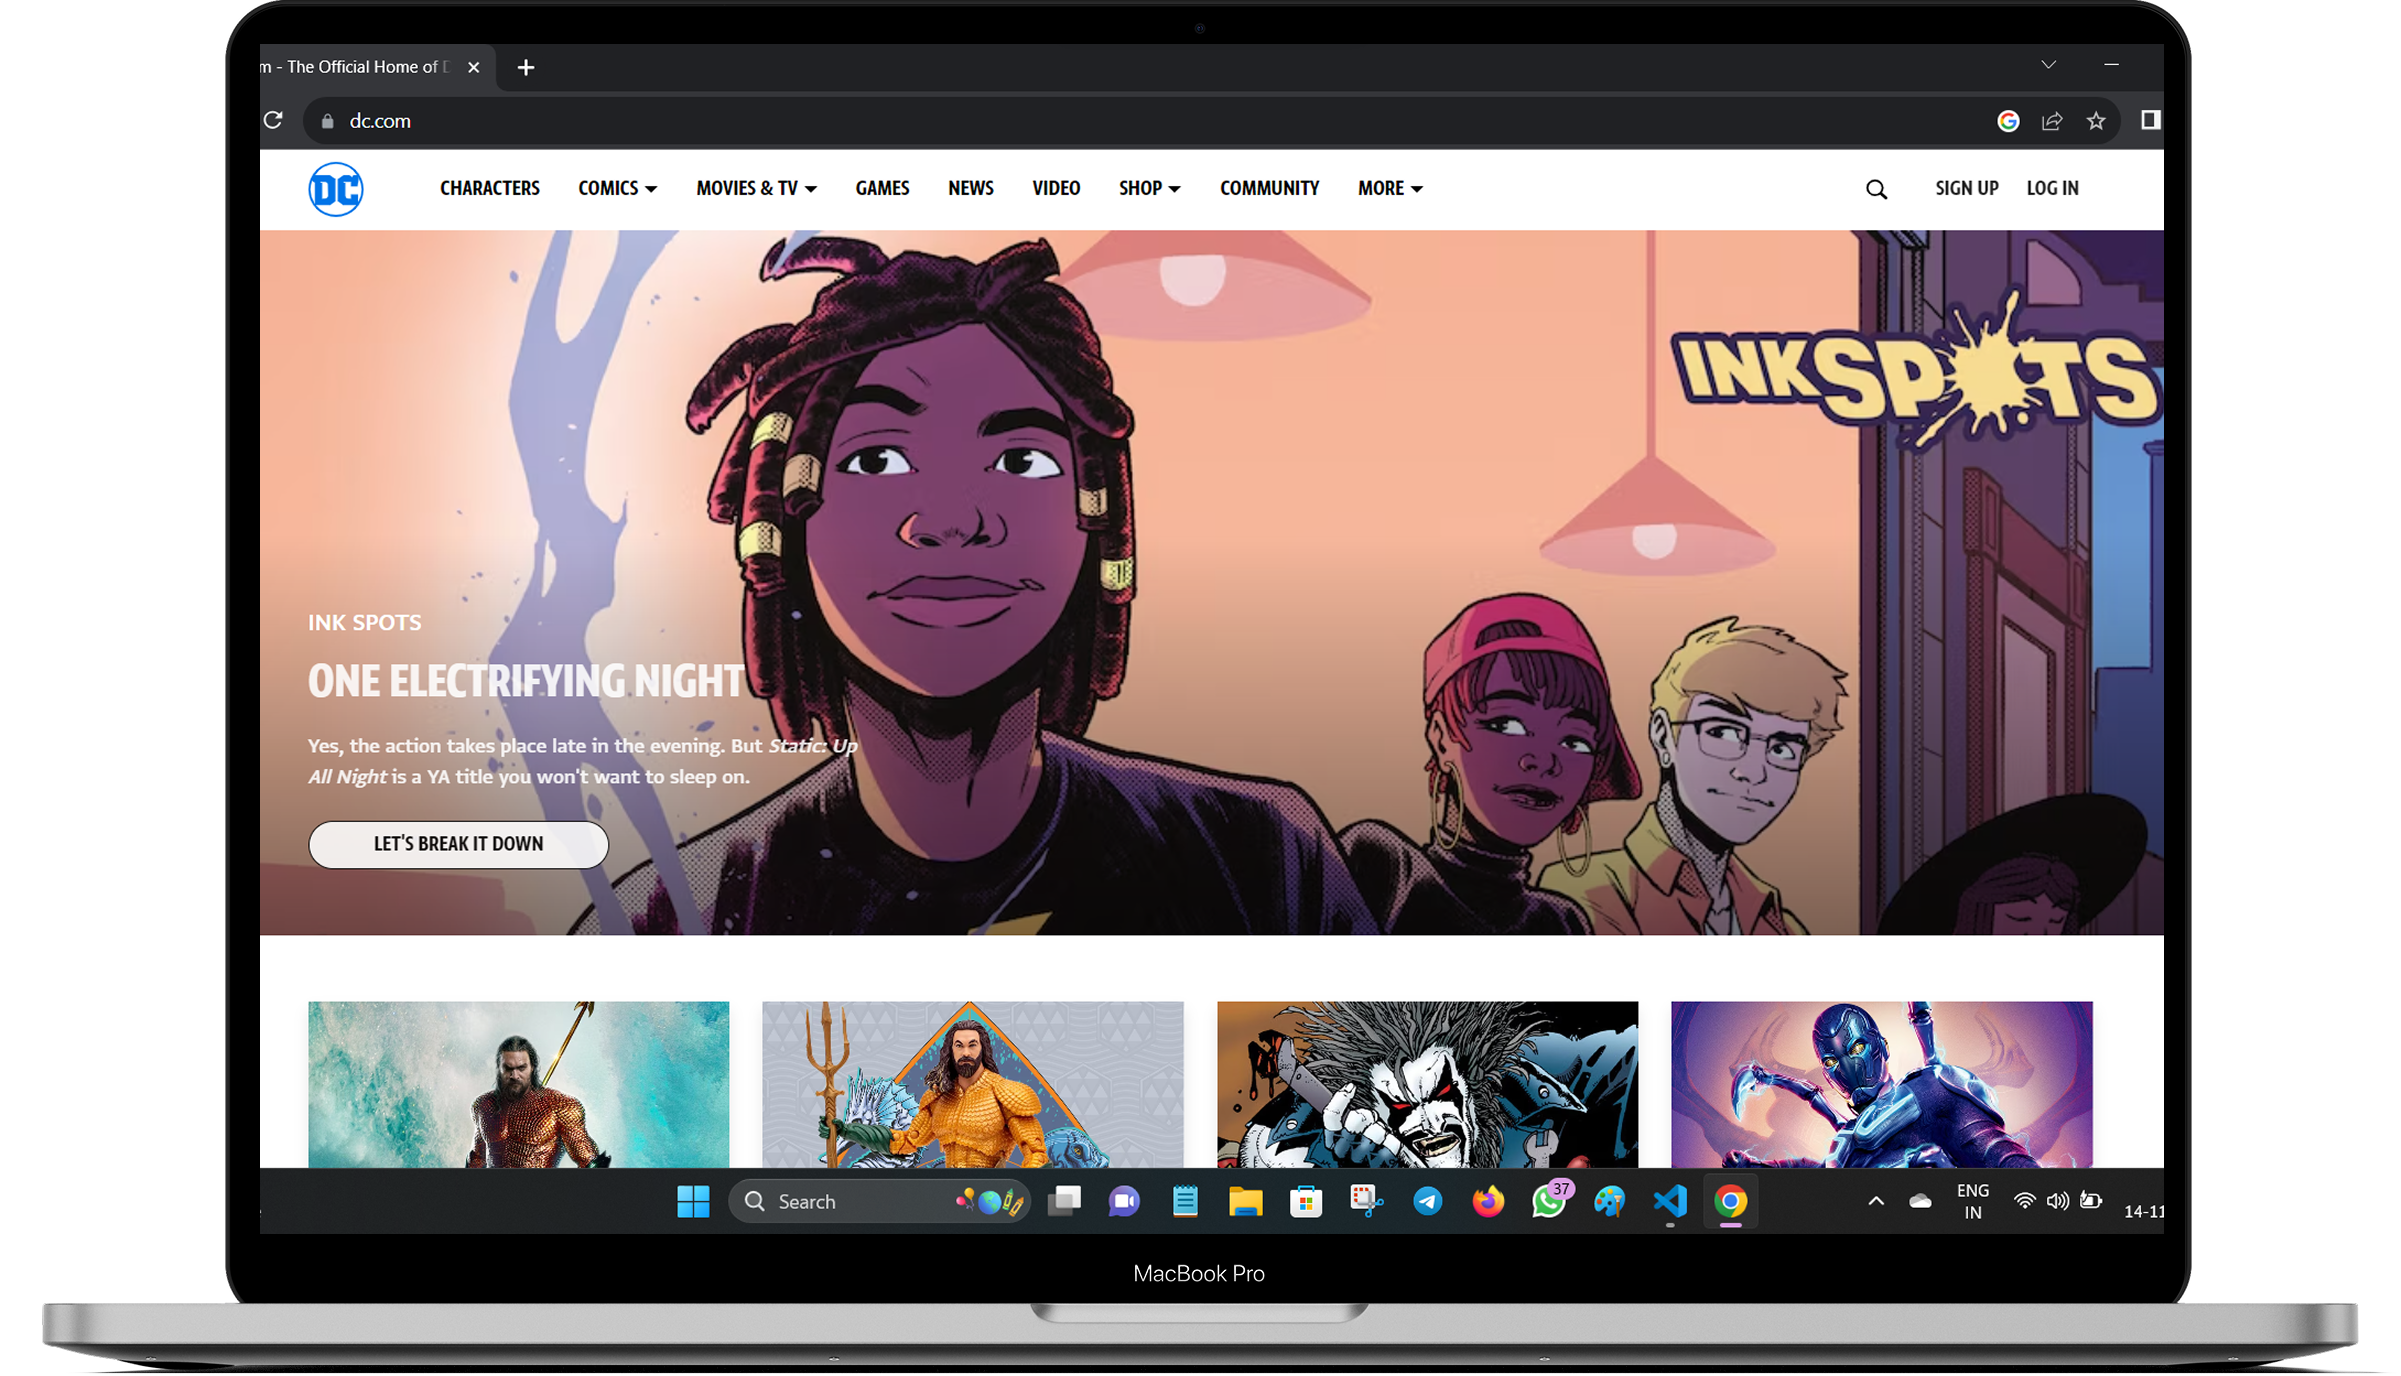 m - The Official Home of D
dc.com
DC
CHARACTERS COMICS MOVIES & TV GAMES NEWS VIDEO SHOP COMMUNITY MORE SIGN UP LOG IN
INK SPOTS
INK SPOTS
ONE ELECTRIFYING NIGHT
Yes, the action takes place late in the evening. But Static: Up
All Night is a YA title you won't want to sleep on.
LET'S BREAK IT DOWN
Search
37
ENG
IN
14-11
MacBook Pro